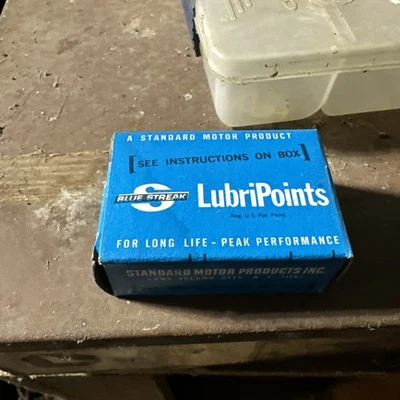 A STANDARD MOTOR PRODUCT
[SEE INSTRUCTIONS ON BOX]
S
BLUE STREAK
LubriPoints
Reg. U.S. Pat. Pend.
FOR LONG LIFE - PEAK PERFORMANCE
STANDARD MOTOR PRODUCTS INC.
LONG ISLAND CITY, N.Y.